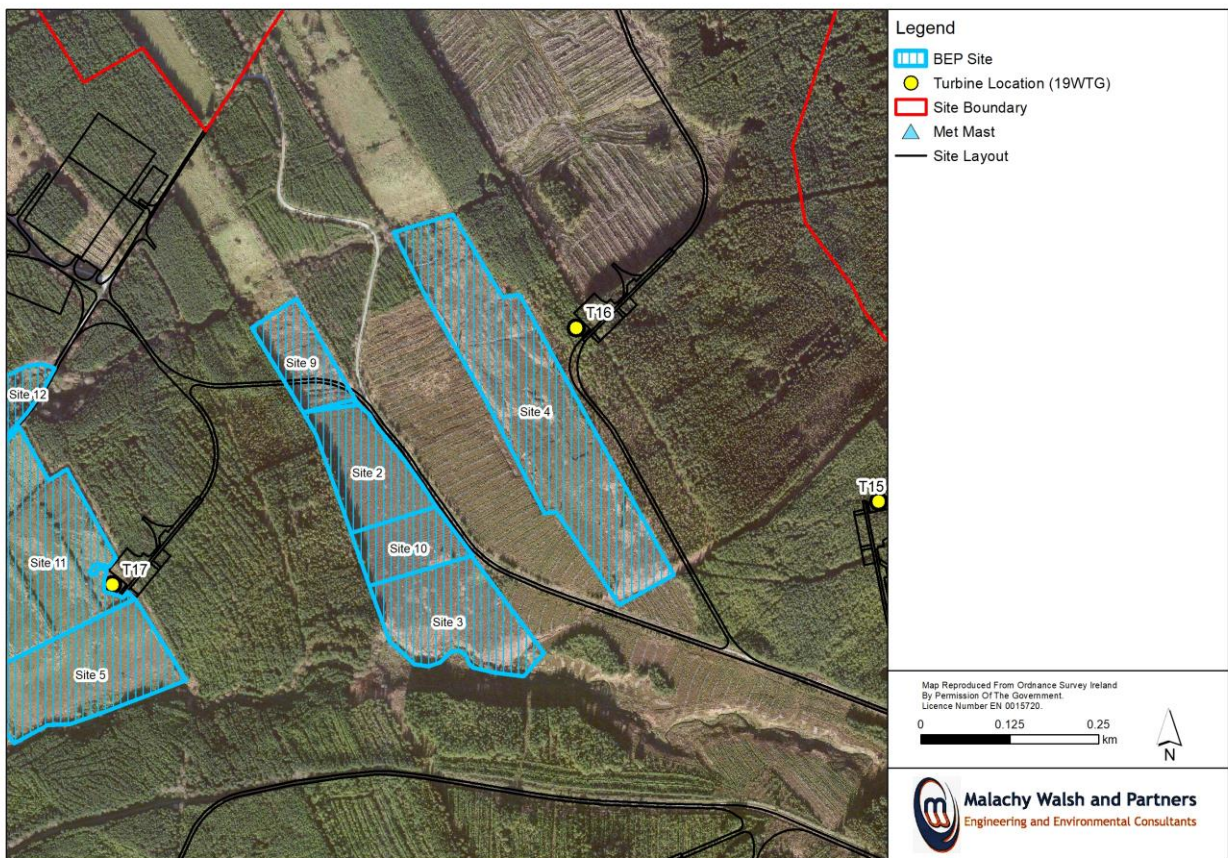 Legend
BEP Site
Turbine Location (19WTG)
Site Boundary
Met Mast
Site Layout
T16
Site 9
Site 12
Site 4
Site 2
T15
Site 11
T17
Site 10
Site 3
Site 5
Map Reproduced From Ordnance Survey Ireland
By Permission Of The Government.
Licence Number EN 0015720.
0 0.125 0.25
km
N
Malachy Walsh and Partners
Engineering and Environmental Consultants